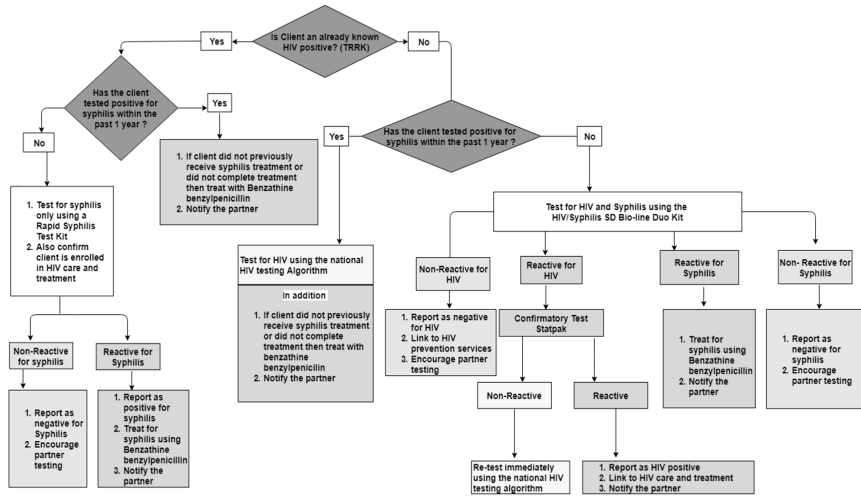 Is Client an already known
HIV positive? (TRRK)
Yes
No
Has the client
tested positive for
syphilis within the
past 1 year ?
Yes
No
Has the client tested positive for
syphilis within the past 1 year ?
Yes
No
1. If client did not previously
receive syphilis treatment or
did not complete treatment
then treat with Benzathine
benzylpenicillin
2. Notify the partner
1. Test for syphilis
only using a
Rapid Syphilis
Test Kit
2. Also confirm
client is enrolled
in HIV care and
treatment
Test for HIV and Syphilis using the
HIV/Syphilis SD Bio-line Duo Kit
Test for HIV using the national
HIV testing Algorithm
In addition
1. If client did not previously
receive syphilis treatment
or did not complete
treatment then treat with
benzathine
benzylpenicilin
2. Notify the partner
Non-Reactive for
HIV
Reactive for
HIV
Reactive for
Syphilis
Non- Reactive for
Syphilis
1. Report as negative
for HIV
2. Link to HIV
prevention services
3. Encourage partner
testing
Confirmatory Test
Statpak
1. Treat for
syphilis using
Benzathine
benzylpenicillin
2. Notify the
partner
1. Report as
negative for
syphilis
2. Encourage
partner testing
Non-Reactive
for syphilis
Reactive for
Syphilis
Non-Reactive
Reactive
1. Report as
negative for
Syphilis
2. Encourage
partner
testing
1. Report as
positive for
syphilis
2. Treat for
syphilis using
Benzathine
benzylpenicillin
3. Notify the
partner
Re-test immediately
using the national HIV
testing algorithm
1. Report as HIV positive
2. Link to HIV care and treatment
3. Notify the partner